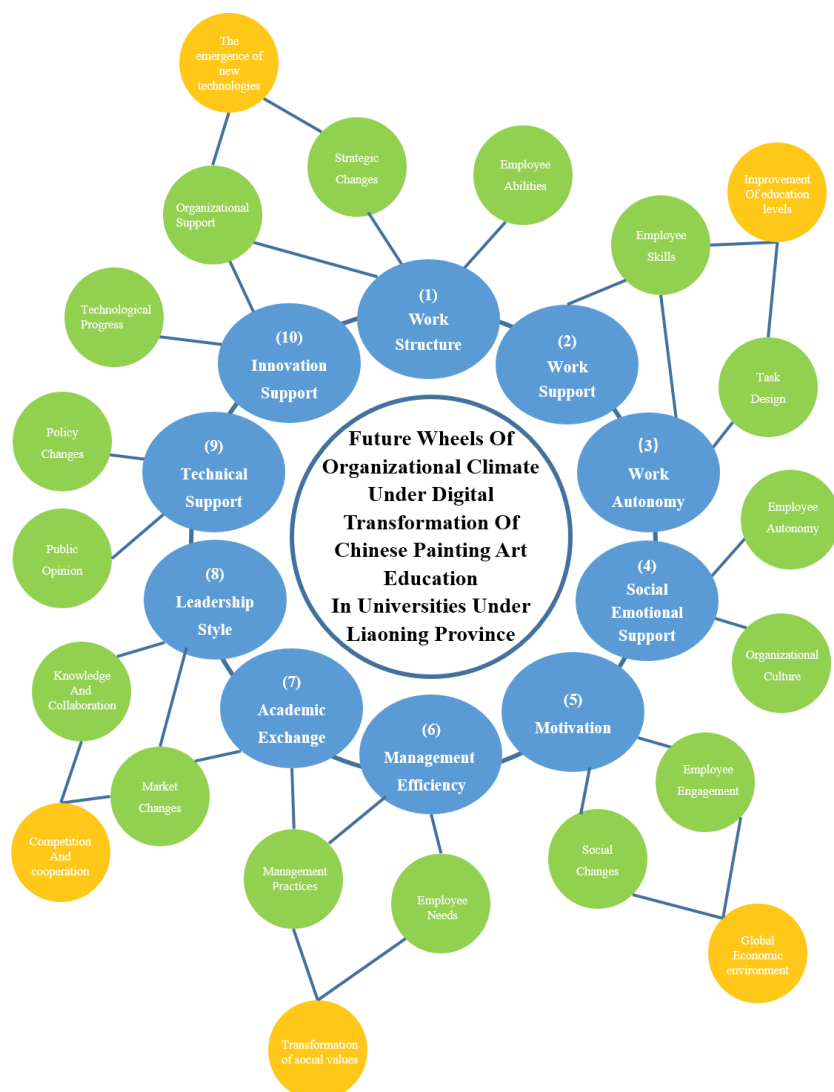 The
emergence of
new
technologies
Strategic
Changes
Employee
Abilities
Improvement
Of education
levels
Organizational
Support
Employee
Skills
Technological
Progress
(10)
Innovation
Support
(1)
Work
Structure
(2)
Work
Support
Task
Design
Policy
Changes
(9)
Technical
Support
Future Wheels Of
Organizational Climate
Under Digital
Transformation Of
Chinese Painting Art
Education
In Universities Under
Liaoning Province
(3)
Work
Autonomy
Employee
Autonomy
Public
Opinion
(8)
Leadership
Style
(4)
Social
Emotional
Support
Organizational
Culture
Knowledge
And
Collaboration
(7)
Academic
Exchange
(6)
Management
Efficiency
(5)
Motivation
Employee
Engagement
Market
Changes
Competition
And
cooperation
Management
Practices
Employee
Needs
Social
Changes
Global
Economic
environment
Transformation
of social values